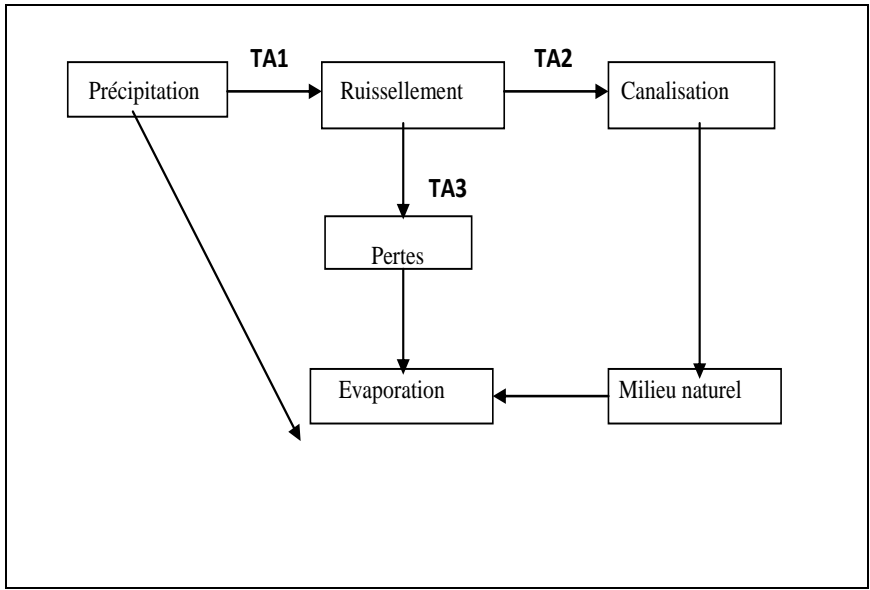 TA1
TA2
Précipitation
Ruissellement
Canalisation
TA3
Pertes
Evaporation
Milieu naturel